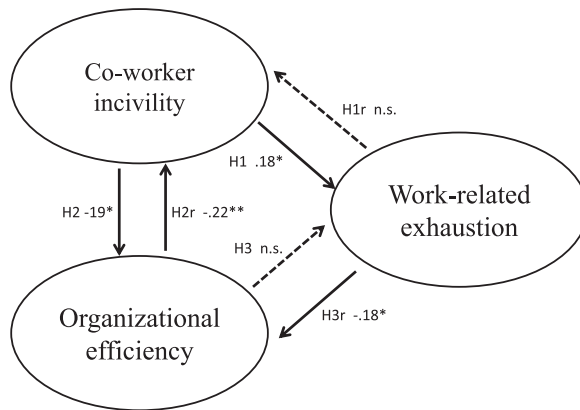 Co-worker
incivility
H1r n.s.
H1 .18*
Work-related
exhaustion
H2 -19*
H2r -.22**
H3 n.s.
Organizational
efficiency
H3r -.18*